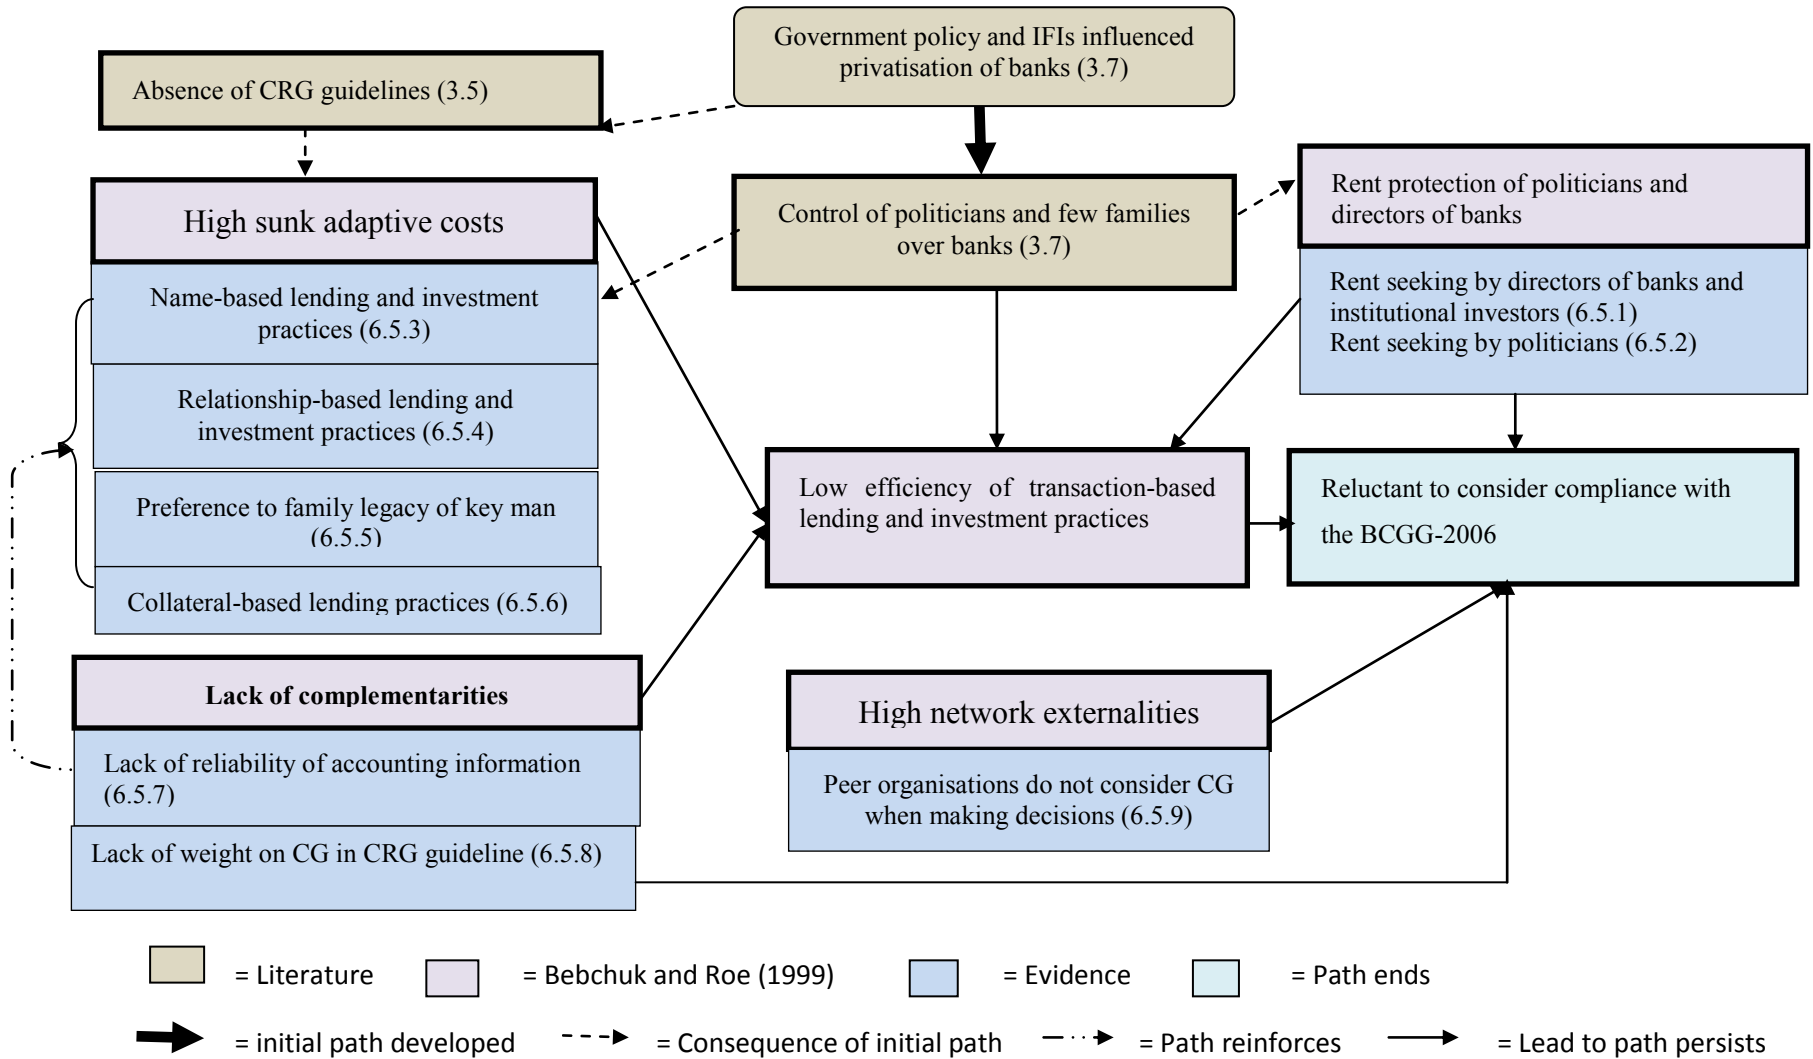 Government policy and IFIs influenced
privatisation of banks (3.7)
Absence of CRG guidelines (3.5)
Rent protection of politicians and
directors of banks
High sunk adaptive costs
Control of politicians and few families
over banks (3.7)
Name-based lending and investment
practices (6.5.3)
Rent seeking by directors of banks and
institutional investors (6.5.1)
Rent seeking by politicians (6.5.2)
Relationship-based lending and
investment practices (6.5.4)
Low efficiency of transaction-based
lending and investment practices
Reluctant to consider compliance with
the BCGG-2006
Preference to family legacy of key man
(6.5.5)
Collateral-based lending practices (6.5.6)
Lack of complementarities
High network externalities
Lack of reliability of accounting information
(6.5.7)
Peer organisations do not consider CG
when making decisions (6.5.9)
Lack of weight on CG in CRG guideline (6.5.8)
= Literature
= Bebchuk and Roe (1999)
= Evidence
= Path ends
= initial path developed
= Consequence of initial path
= Path reinforces
= Lead to path persists